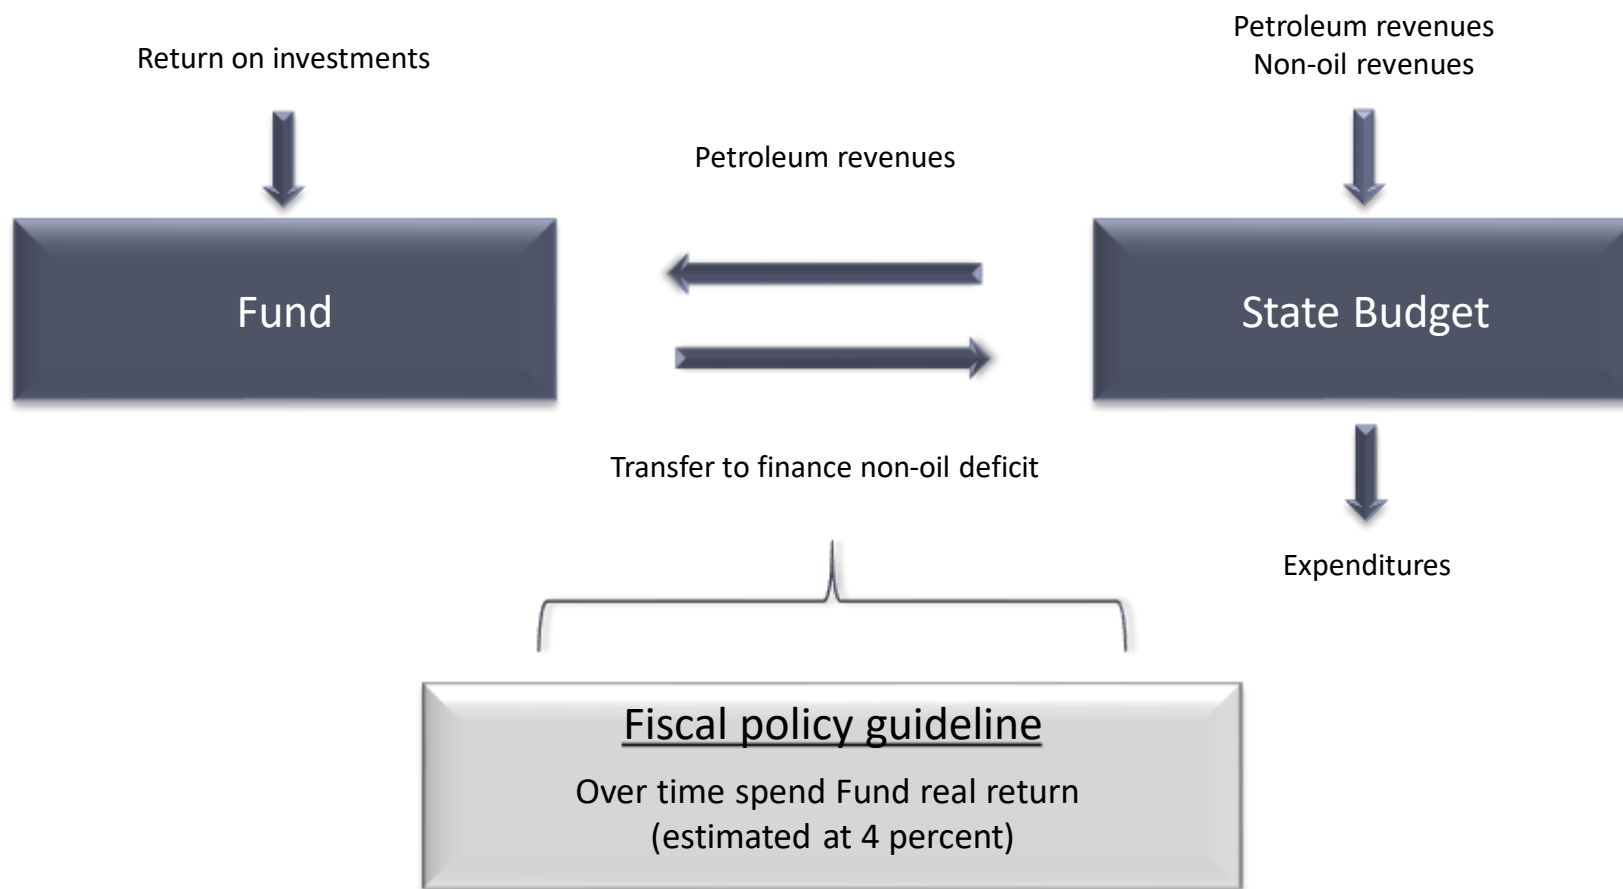 Petroleum revenues
Non-oil revenues
Return on investments
Petroleum revenues
Fund
State Budget
Transfer to finance non-oil deficit
Expenditures
Fiscal policy guideline
Over time spend Fund real return
(estimated at 4 percent)